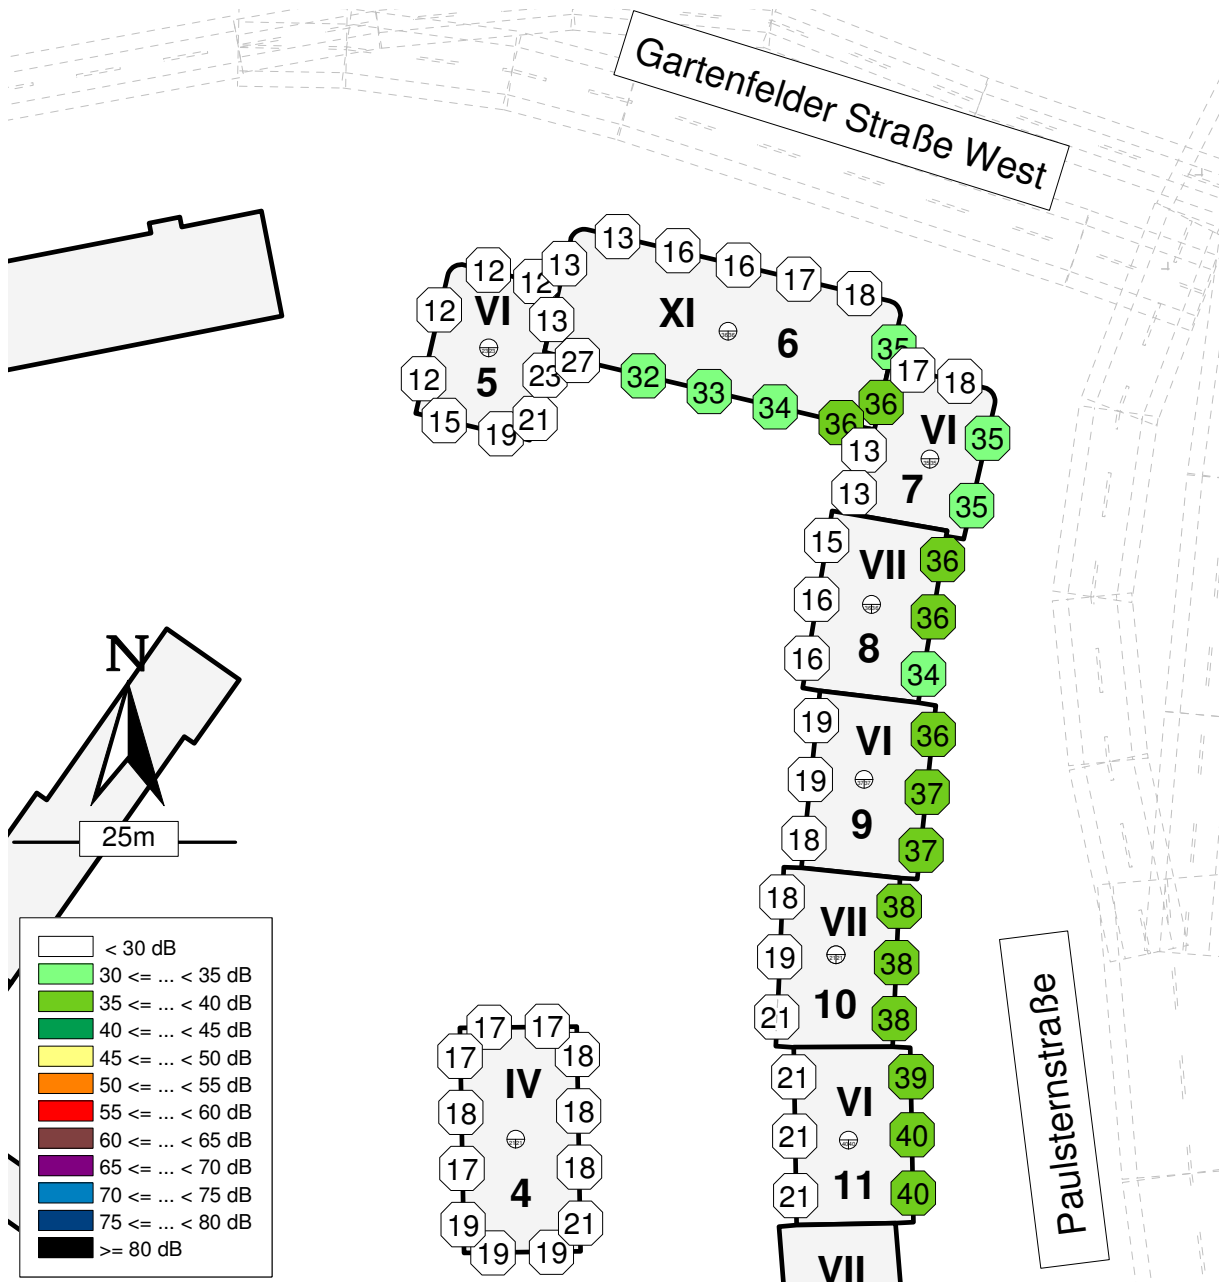 Gartenfelder Straße West
13
16
16
17
18
13
12
12
12
VI
13
XI
6
5
12
23
27
15
19
21
32
33
34
36
36
35
17
18
VI
7
35
35
13
13
15
VII
36
16
36
8
16
34
N
25m
19
VI
36
19
37
9
18
37
18
VII
38
19
38
10
21
38
21
VI
39
21
40
11
21
40
VII
17
17
17
18
IV
18
18
17
18
4
19
21
19
19
Paulsternstraße
< 30 dB
30 <= ... < 35 dB
35 <= ... < 40 dB
40 <= ... < 45 dB
45 <= ... < 50 dB
50 <= ... < 55 dB
55 <= ... < 60 dB
60 <= ... < 65 dB
65 <= ... < 70 dB
70 <= ... < 75 dB
75 <= ... < 80 dB
>= 80 dB